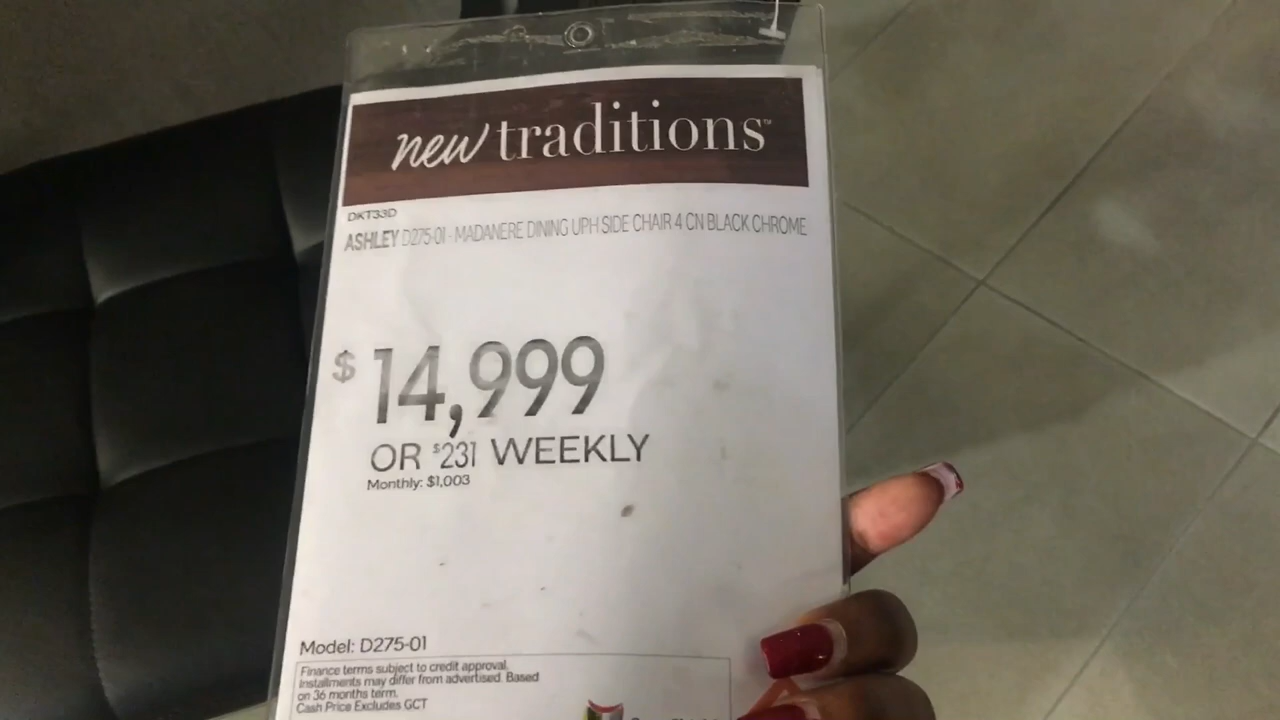 new traditions™
DKT33D
ASHLEY D275-01 - MADANERE DINING UPH SIDE CHAIR 4 CN BLACK CHROME
$14,999
OR $231 WEEKLY
Monthly: $1,003
Model: D275-01
Finance terms subject to credit approval.
Installments may differ from advertised. Based
on 36 months term.
Cash Price Excludes GCT